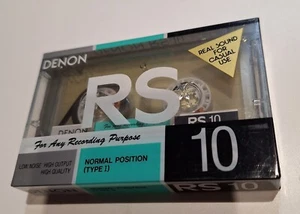 DENON
REAL SOUND
FOR
CASUAL
USE
RS
DENON
RS 10
For Any Recording Purpose
LOW NOISE HIGH OUTPUT
HIGH QUALITY
NORMAL POSITION
(TYPE I)
10
RS 10